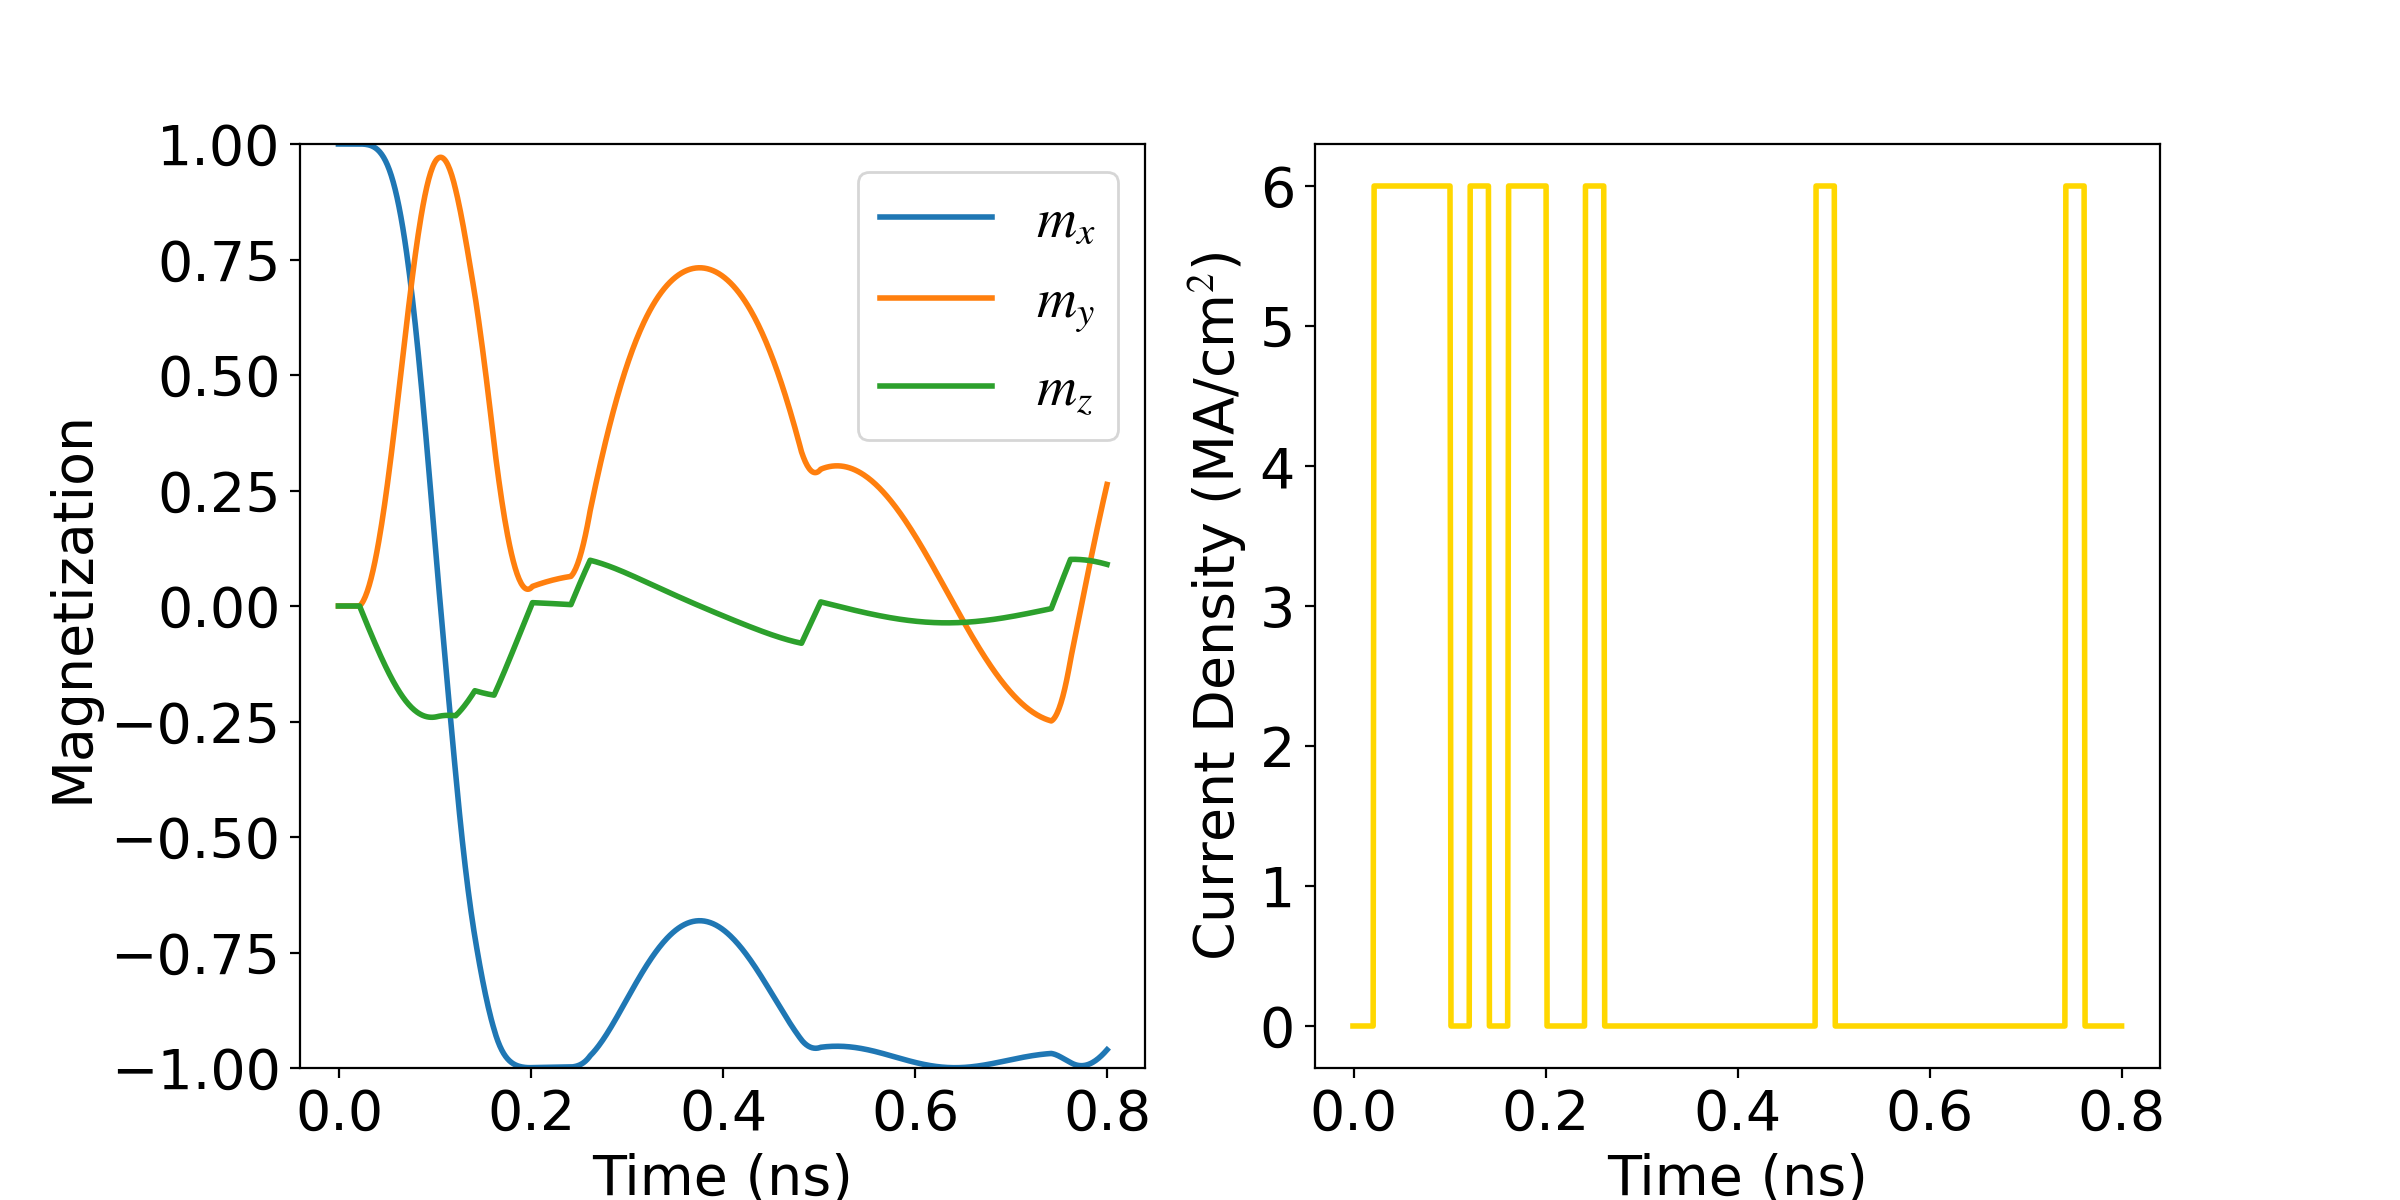 1.00
0.75
0.50
0.25
0.00
−0.25
−0.50
−0.75
−1.00
Magnetization
0.0 0.2 0.4 0.6 0.8
Time (ns)
m_x
m_y
m_z
6
5
4
3
2
1
0
Current Density (MA/cm²)
0.0 0.2 0.4 0.6 0.8
Time (ns)